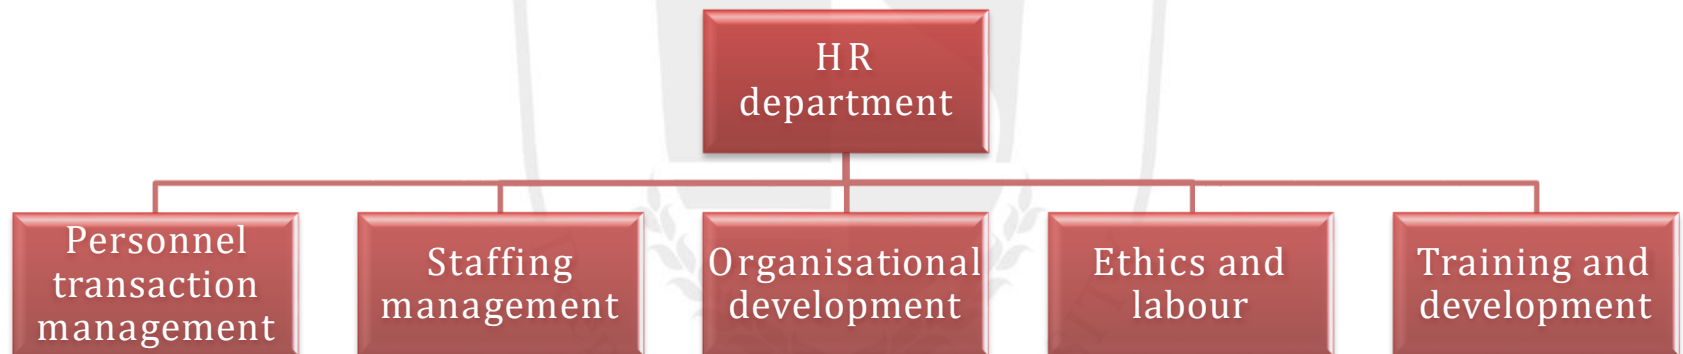 HR
department
Personnel
transaction
management
Staffing
management
Organisational
development
Ethics and
labour
Training and
development